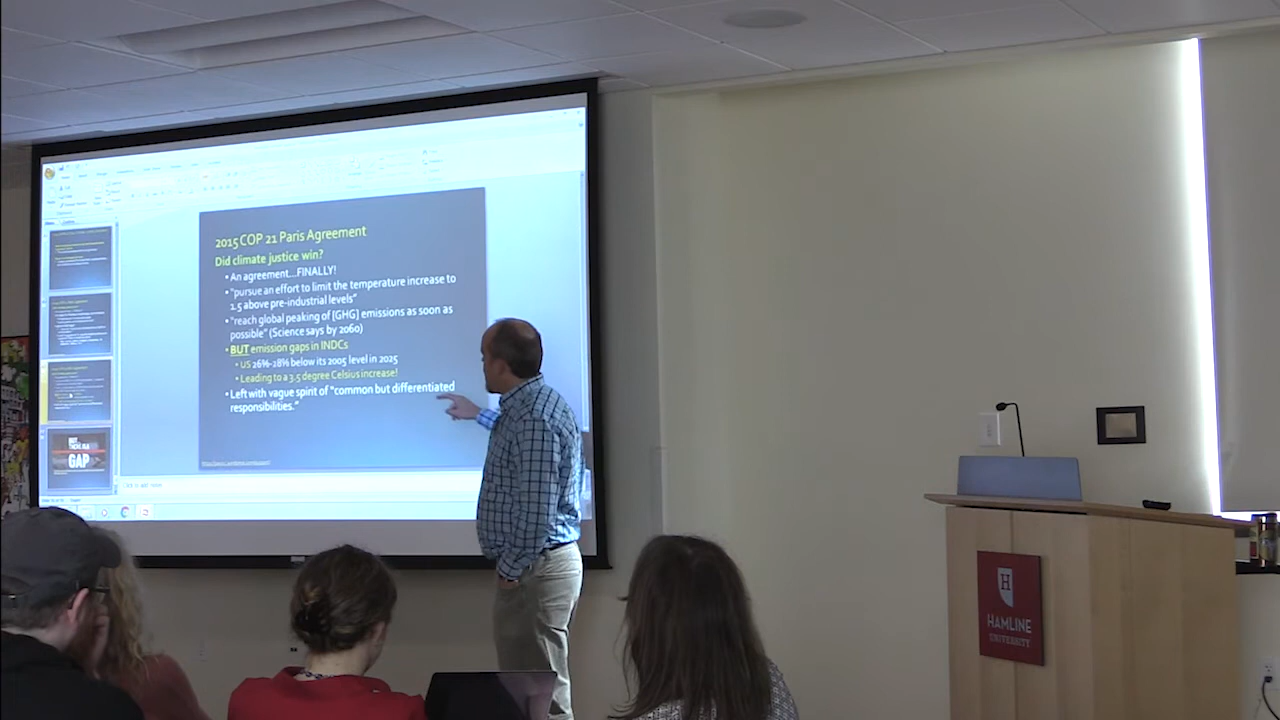 2015 COP 21 Paris Agreement
Did climate justice win?
• An agreement...FINALLY!
• "pursue an effort to limit the temperature increase to
1.5 above pre-industrial levels"
• "reach global peaking of [GHG] emissions as soon as
possible" (Science says by 2060)
• BUT emission gaps in INDCs
• US 26%-28% below its 2005 level in 2025
• Leading to a 3.5 degree Celsius increase!
• Left with vague spirit of "common but differentiated
responsibilities."
BUT
THERE IS A
GAP
H
HAMLINE
UNIVERSITY